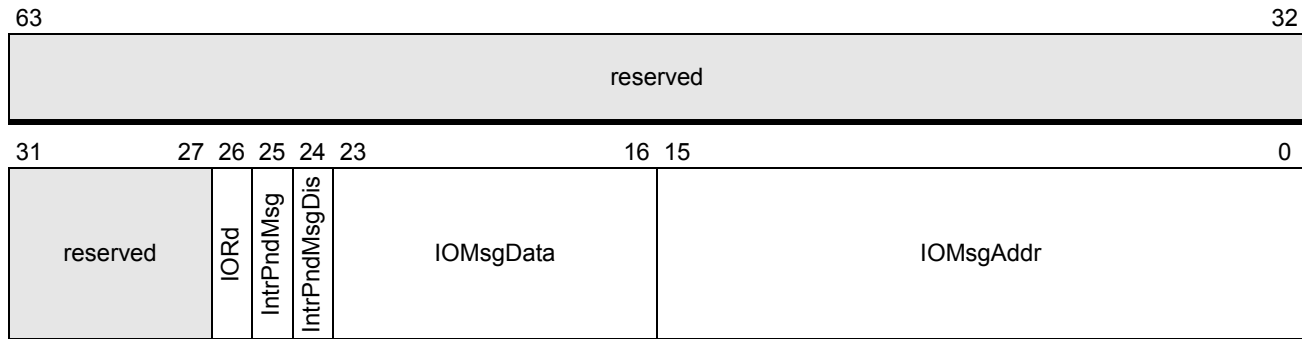 63 32
reserved
31 27 26 25 24 23 16 15 0
reserved IORd IntrPndMsg IntrPndMsgDis IOMsgData IOMsgAddr